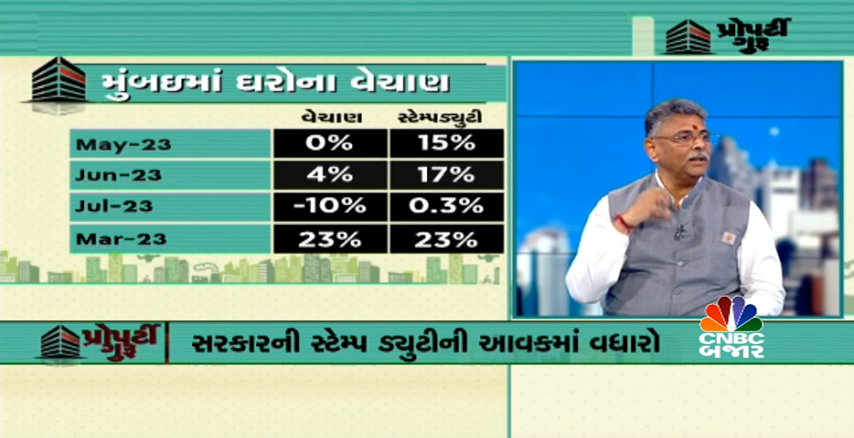 પ્રોપર્ટી
ગુરૂ
મુંબઇમાં ઘરોના વેચાણ
વેચાણ સ્ટેમ્પડ્યુટી
May-23 0% 15%
Jun-23 4% 17%
Jul-23 -10% 0.3%
Mar-23 23% 23%
પ્રોપર્ટી
ગુરૂ
સરકારની સ્ટેમ્પ ડ્યુટીની આવકમાં વધારો
CNBC
બજાર